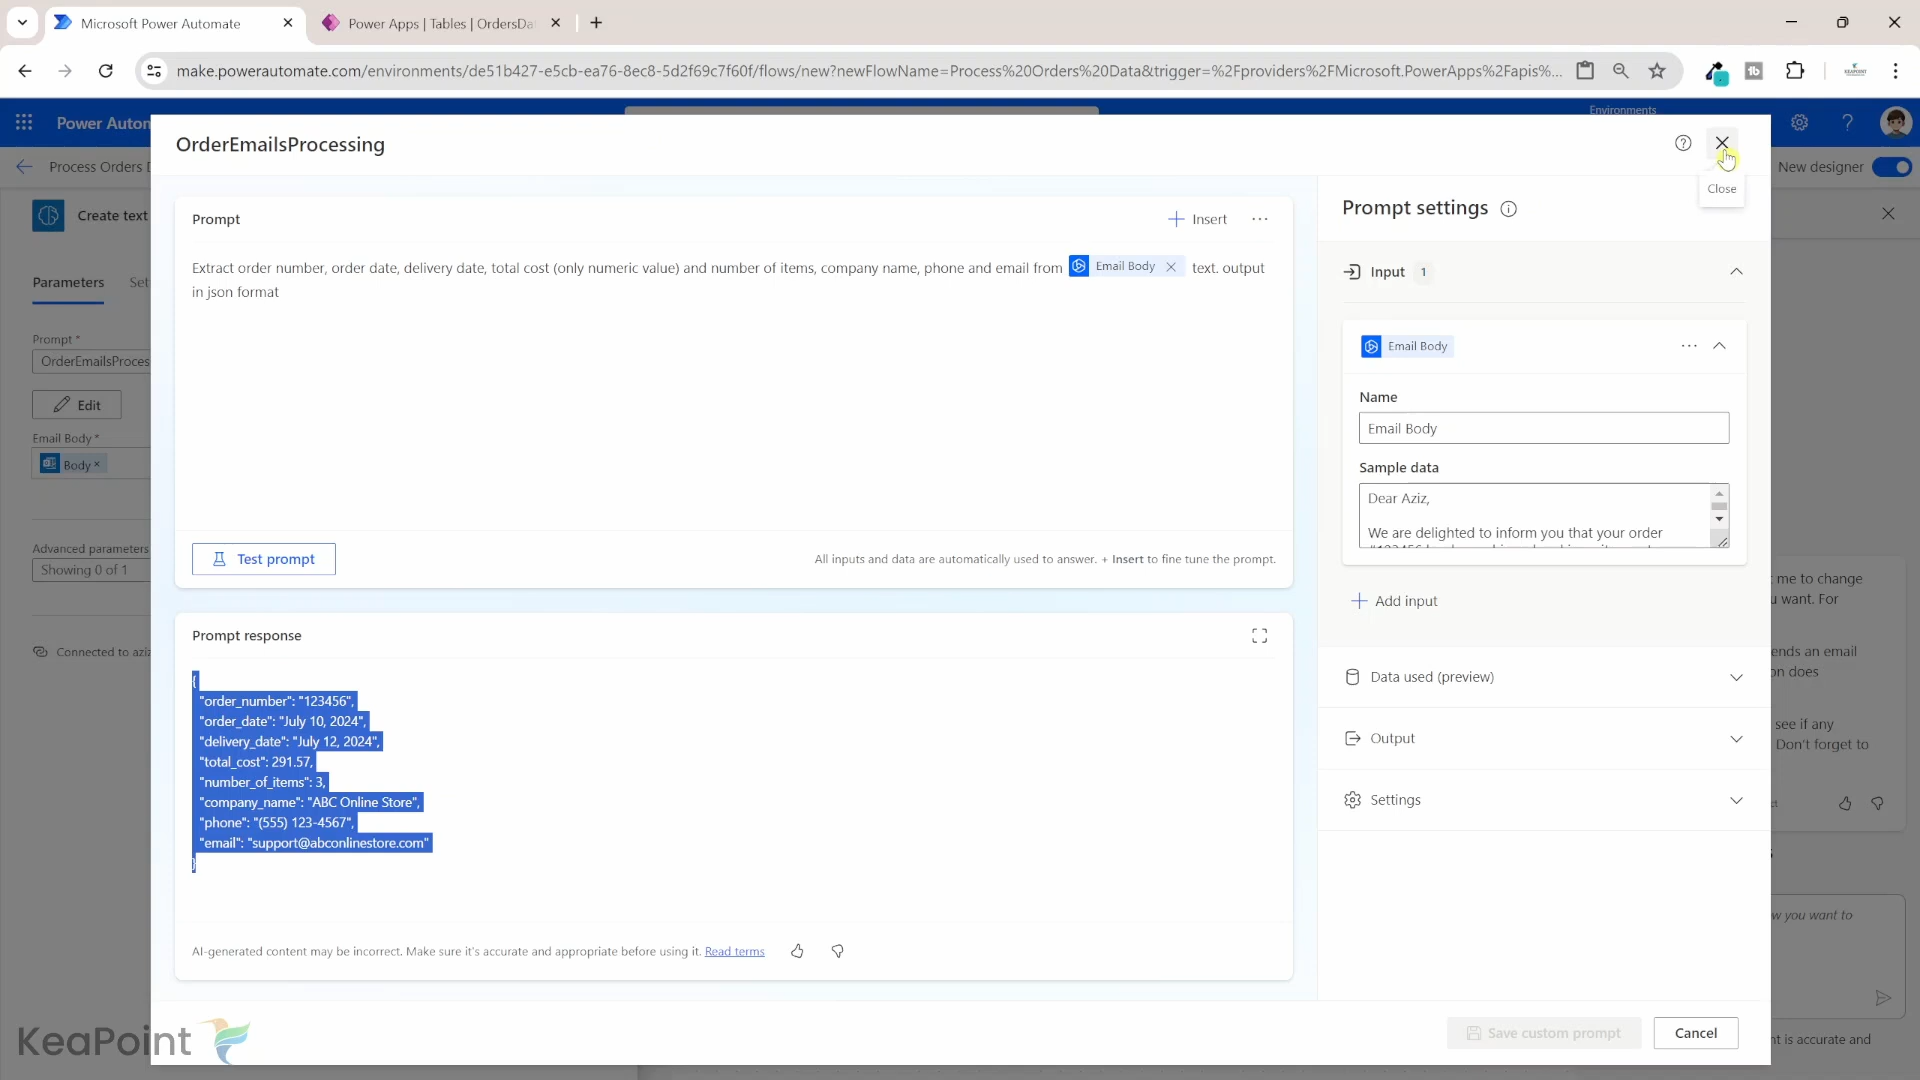 Microsoft Power Automate
Power Apps | Tables | OrdersDa
make.powerautomate.com/environments/de51b427-e5cb-ea76-8ec8-5d2f69c7f60f/flows/new?newFlowName=Process%20Orders%20Data&trigger=%2Fproviders%2FMicrosoft.PowerApps%2Fapis%...
Environments
Power Autom
Process Orders D
New designer
OrderEmailsProcessing
Close
Create text
Parameters
Set
Prompt *
OrderEmailsProcess
Edit
Email Body *
Body ×
Advanced parameters
Showing 0 of 1
Connected to aziz
Prompt
Insert
Extract order number, order date, delivery date, total cost (only numeric value) and number of items, company name, phone and email from Email Body text. output
in json format
Test prompt
All inputs and data are automatically used to answer. + Insert to fine tune the prompt.
Prompt response
{
"order_number": "123456",
"order_date": "July 10, 2024",
"delivery_date": "July 12, 2024",
"total_cost": 291.57,
"number_of_items": 3,
"company_name": "ABC Online Store",
"phone": "(555) 123-4567",
"email": "support@abconlinestore.com"
}
AI-generated content may be incorrect. Make sure it's accurate and appropriate before using it. Read terms
Prompt settings
Input 1
Email Body
Name
Email Body
Sample data
Dear Aziz,
We are delighted to inform you that your order
Add input
Data used (preview)
Output
Settings
Save custom prompt
Cancel
t me to change
u want. For
ends an email
on does
see if any
Don't forget to
w you want to
nt is accurate and
KeaPoint